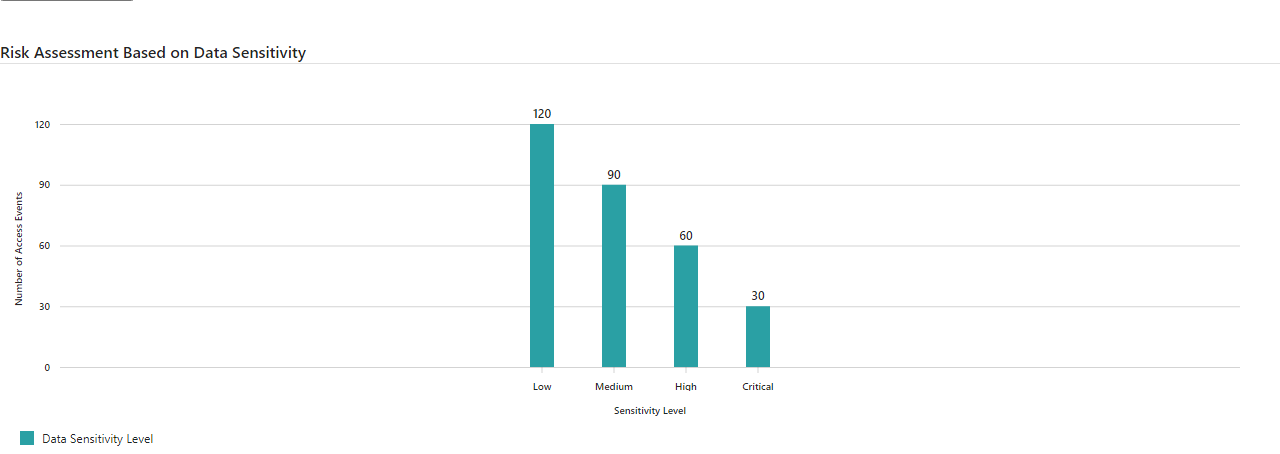 Risk Assessment Based on Data Sensitivity
120
90
60
30
120
90
60
30
0
Number of Access Events
Low Medium High Critical
Sensitivity Level
Data Sensitivity Level